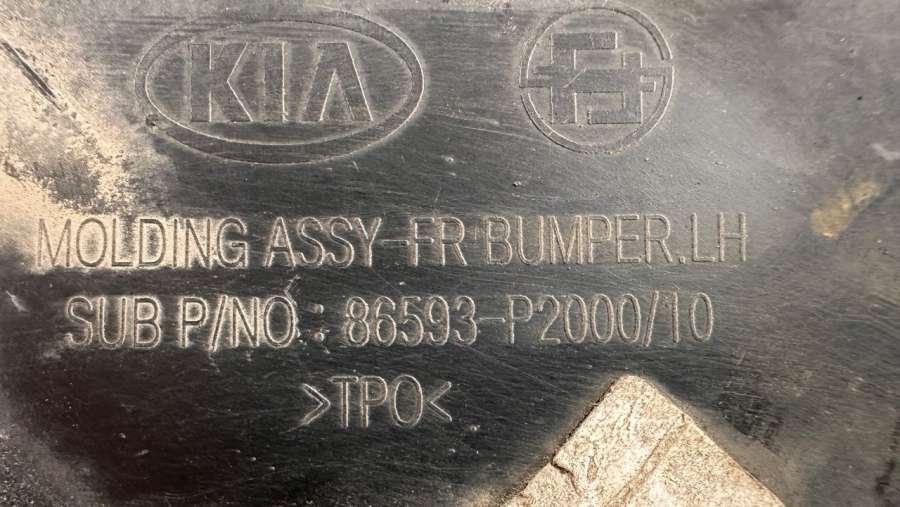 KIA
MOLDING ASSY-FR BUMPER.LH
SUB P/NO.: 86593-P2000/10
>TPO<